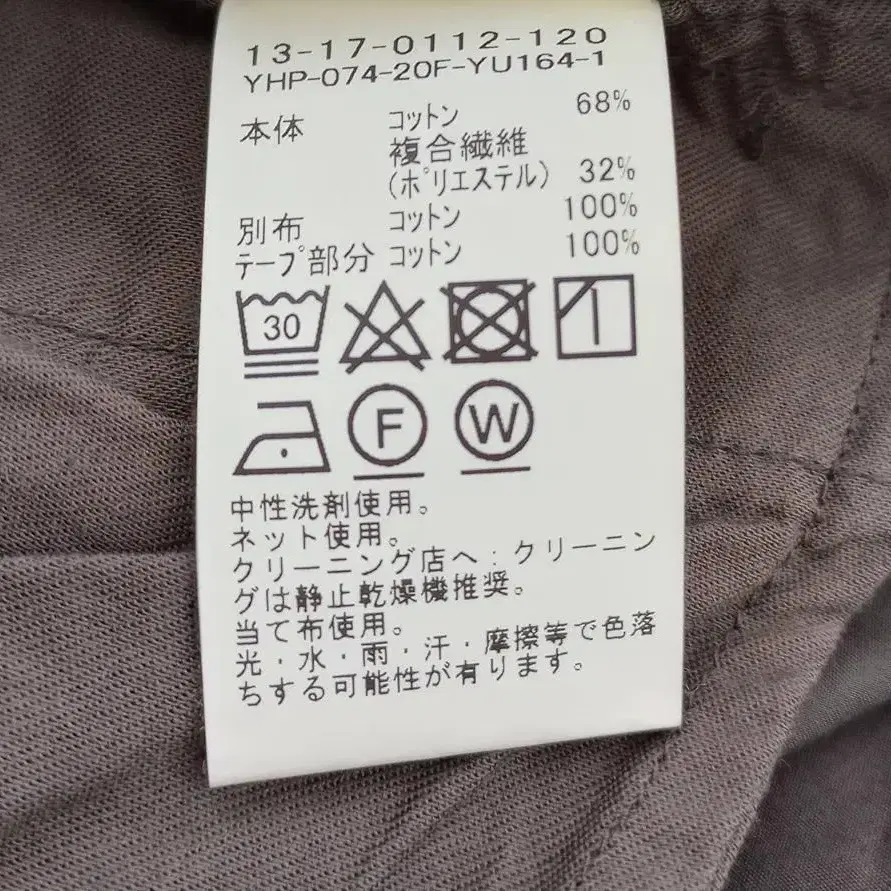 13-17-0112-120
YHP-074-20F-YU164-1
本体 コットン 68%
複合繊維
(ポリエステル) 32%
別布 コットン 100%
テープ部分 コットン 100%
30
F W
中性洗剤使用。
ネット使用。
クリーニング店へ:クリーニン
グは静止乾燥機推奨。
当て布使用。
光・水・雨・汗・摩擦等で色落
ちする可能性が有ります。